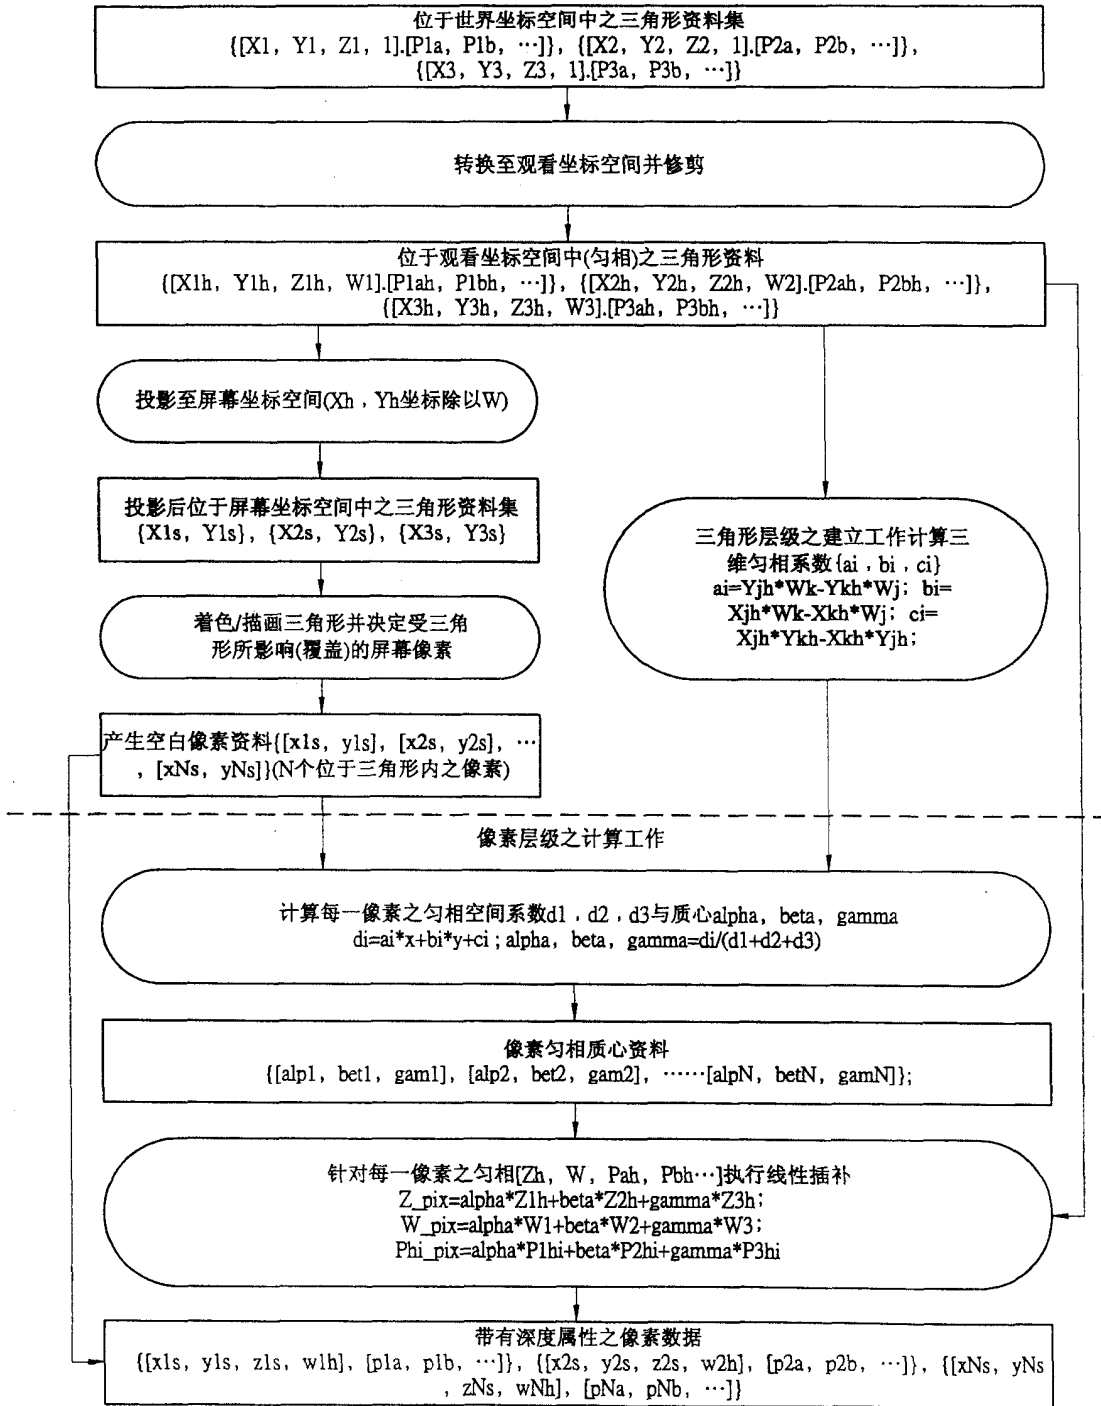 位于世界坐标空间中之三角形资料集
{[X1, Y1, Z1, 1].[P1a, P1b, …]}, {[X2, Y2, Z2, 1].[P2a, P2b, …]},
{[X3, Y3, Z3, 1].[P3a, P3b, …]}
转换至观看坐标空间并修剪
位于观看坐标空间中(匀相)之三角形资料
{[X1h, Y1h, Z1h, W1].[P1ah, P1bh, …]}, {[X2h, Y2h, Z2h, W2].[P2ah, P2bh, …]},
{[X3h, Y3h, Z3h, W3].[P3ah, P3bh, …]}
投影至屏幕坐标空间(Xh，Yh坐标除以W)
投影后位于屏幕坐标空间中之三角形资料集
{X1s, Y1s}, {X2s, Y2s}, {X3s, Y3s}
三角形层级之建立工作计算三
维匀相系数{ai，bi，ci}
ai=Yjh*Wk-Ykh*Wj; bi=
Xjh*Wk-Xkh*Wj; ci=
Xjh*Ykh-Xkh*Yjh;
着色/描画三角形并决定受三角
形所影响(覆盖)的屏幕像素
产生空白像素资料{[x1s, y1s], [x2s, y2s], …
, [xNs, yNs]}(N个位于三角形内之像素)
像素层级之计算工作
计算每一像素之匀相空间系数d1，d2，d3与质心alpha, beta, gamma
di=ai*x+bi*y+ci; alpha, beta, gamma=di/(d1+d2+d3)
像素匀相质心资料
{[alp1, bet1, gam1], [alp2, bet2, gam2], ……[alpN, betN, gamN]};
针对每一像素之匀相[Zh, W, Pah, Pbh…]执行线性插补
Z_pix=alpha*Z1h+beta*Z2h+gamma*Z3h;
W_pix=alpha*W1+beta*W2+gamma*W3;
Phi_pix=alpha*P1hi+beta*P2hi+gamma*P3hi
带有深度属性之像素数据
{[x1s, y1s, z1s, w1h], [p1a, p1b, …]}, {[x2s, y2s, z2s, w2h], [p2a, p2b, …]}, {[xNs, yNs
, zNs, wNh], [pNa, pNb, …]}